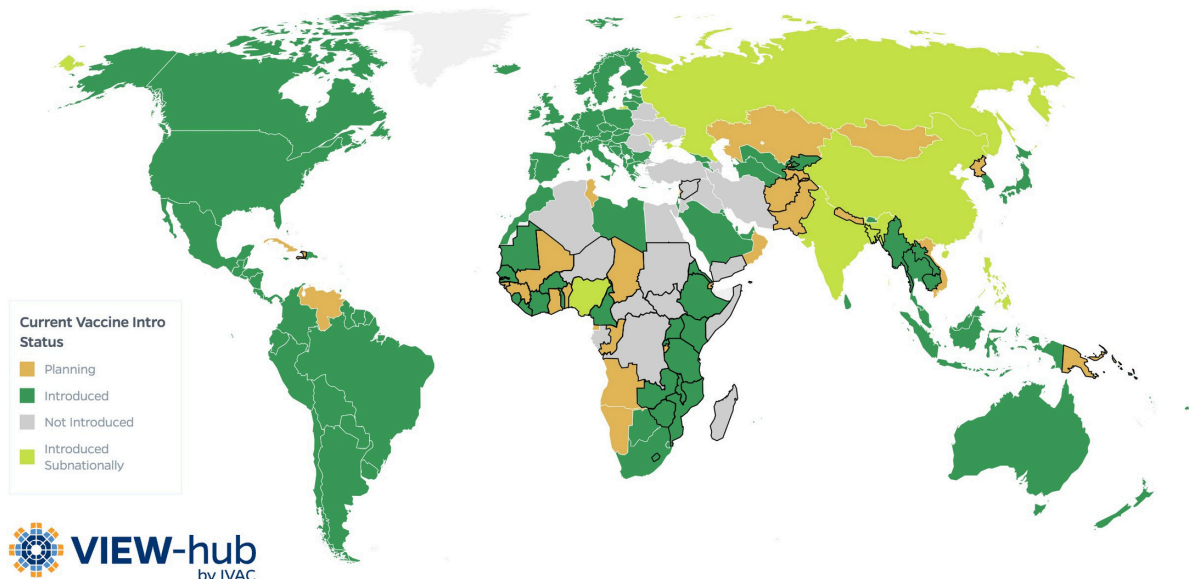 Current Vaccine Intro
Status
Planning
Introduced
Not Introduced
Introduced
Subnationally
VIEW-hub
by IVAC